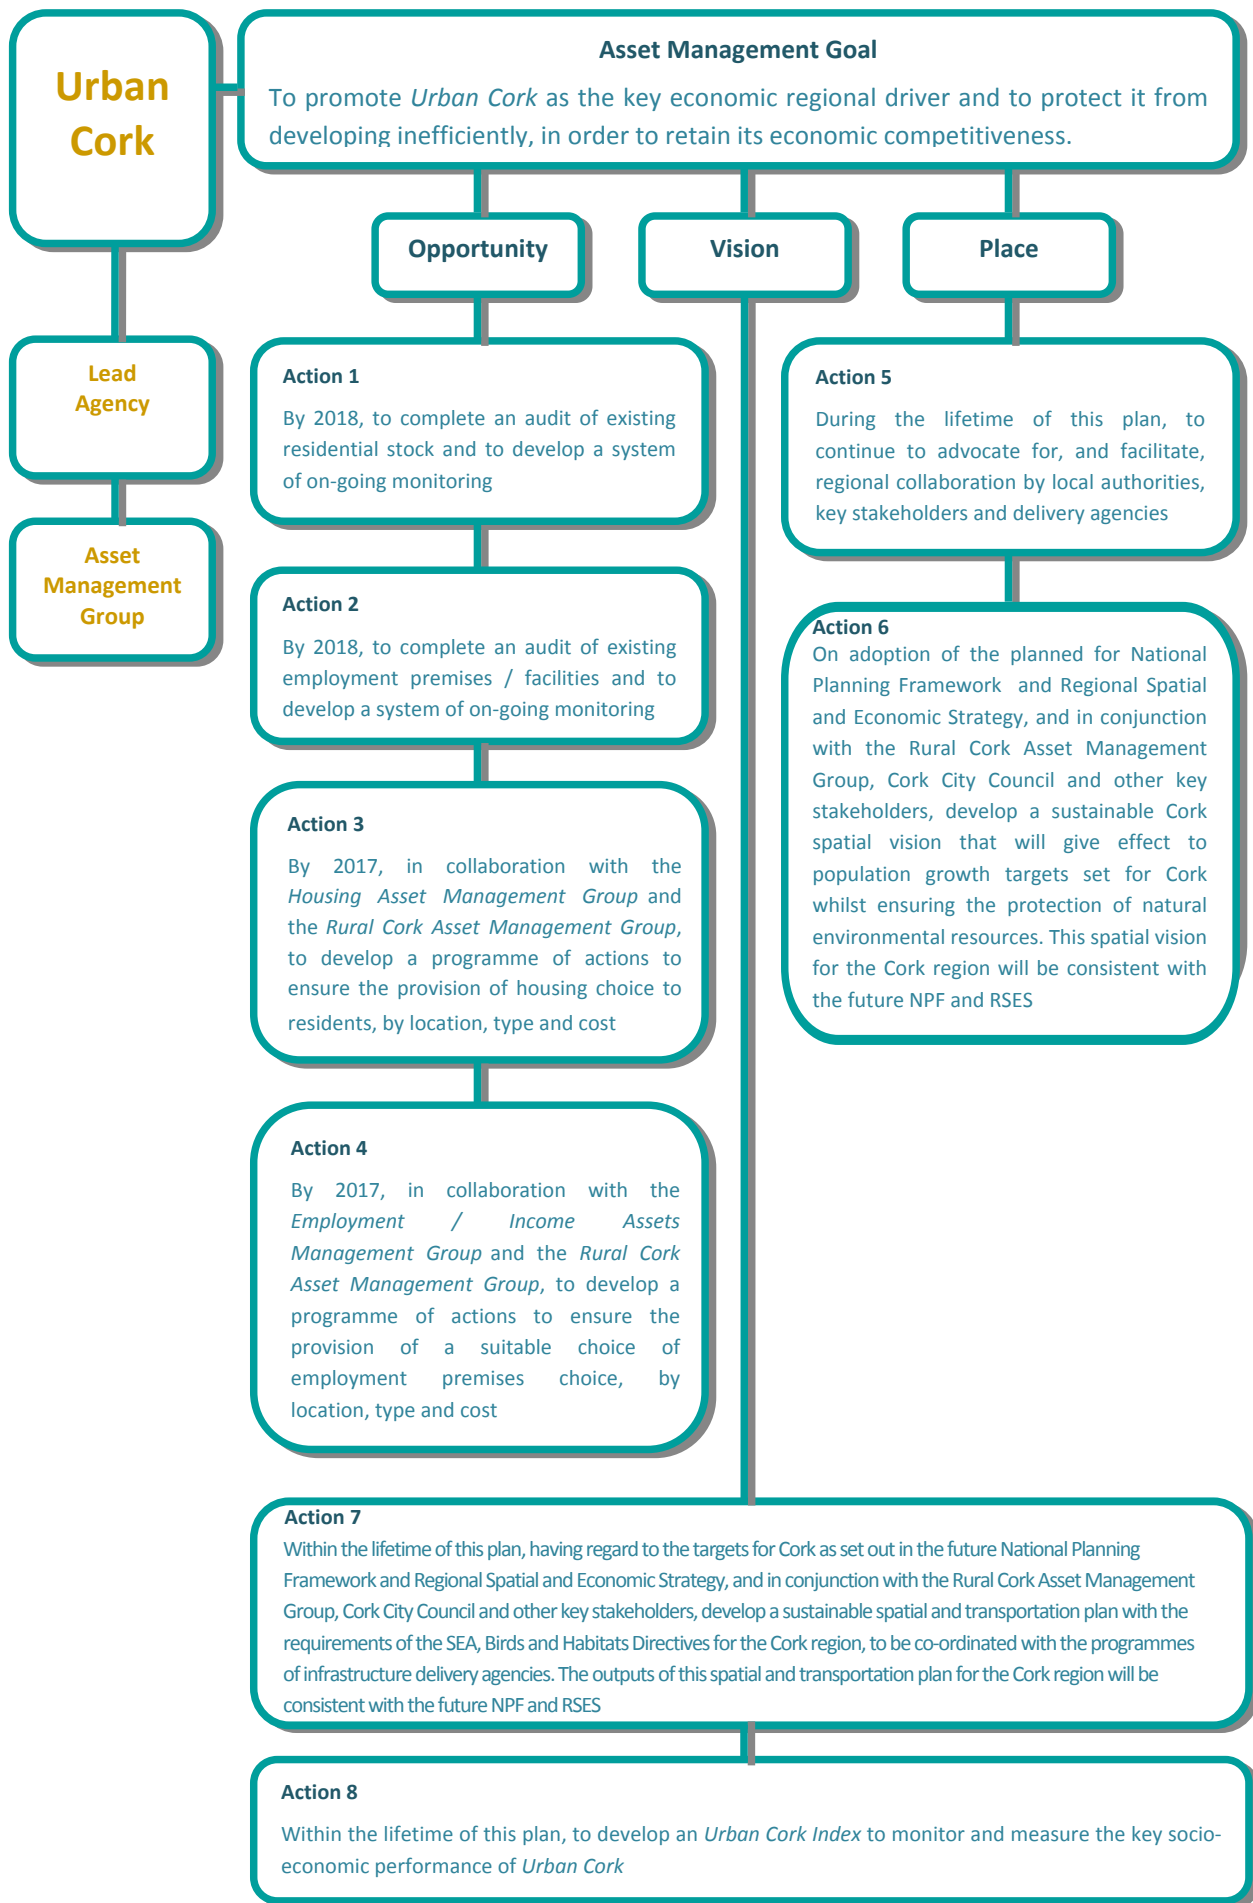 Urban
Cork
Asset Management Goal
To promote Urban Cork as the key economic regional driver and to protect it from
developing inefficiently, in order to retain its economic competitiveness.
Opportunity
Vision
Place
Lead
Agency
Asset
Management
Group
Action 1
By 2018, to complete an audit of existing
residential stock and to develop a system
of on-going monitoring
Action 2
By 2018, to complete an audit of existing
employment premises / facilities and to
develop a system of on-going monitoring
Action 3
By 2017, in collaboration with the
Housing Asset Management Group and
the Rural Cork Asset Management Group,
to develop a programme of actions to
ensure the provision of housing choice to
residents, by location, type and cost
Action 4
By 2017, in collaboration with the
Employment / Income Assets
Management Group and the Rural Cork
Asset Management Group, to develop a
programme of actions to ensure the
provision of a suitable choice of
employment premises choice, by
location, type and cost
Action 5
During the lifetime of this plan, to
continue to advocate for, and facilitate,
regional collaboration by local authorities,
key stakeholders and delivery agencies
Action 6
On adoption of the planned for National
Planning Framework and Regional Spatial
and Economic Strategy, and in conjunction
with the Rural Cork Asset Management
Group, Cork City Council and other key
stakeholders, develop a sustainable Cork
spatial vision that will give effect to
population growth targets set for Cork
whilst ensuring the protection of natural
environmental resources. This spatial vision
for the Cork region will be consistent with
the future NPF and RSES
Action 7
Within the lifetime of this plan, having regard to the targets for Cork as set out in the future National Planning
Framework and Regional Spatial and Economic Strategy, and in conjunction with the Rural Cork Asset Management
Group, Cork City Council and other key stakeholders, develop a sustainable spatial and transportation plan with the
requirements of the SEA, Birds and Habitats Directives for the Cork region, to be co-ordinated with the programmes
of infrastructure delivery agencies. The outputs of this spatial and transportation plan for the Cork region will be
consistent with the future NPF and RSES
Action 8
Within the lifetime of this plan, to develop an Urban Cork Index to monitor and measure the key socio-
economic performance of Urban Cork